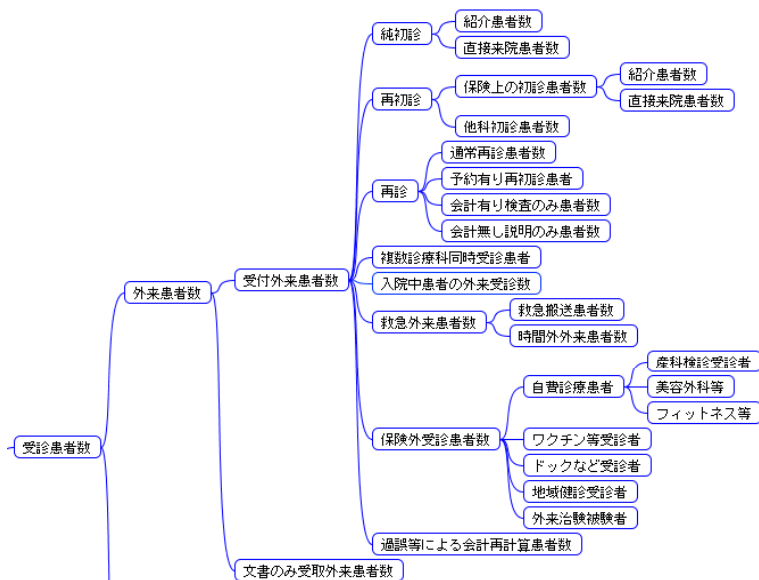 純初診
紹介患者数
直接来院患者数
再初診
保険上の初診患者数
紹介患者数
直接来院患者数
他科初診患者数
再診
通常再診患者数
予約有り再初診患者
会計有り検査のみ患者数
会計無し説明のみ患者数
複数診療科同時受診患者
入院中患者の外来受診数
救急外来患者数
救急搬送患者数
時間外外来患者数
受付外来患者数
外来患者数
受診患者数
保険外受診患者数
自費診療患者
産科検診受診者
美容外科等
フィットネス等
ワクチン等受診者
ドックなど受診者
地域健診受診者
外来治験被験者
過誤等による会計再計算患者数
文書のみ受取外来患者数